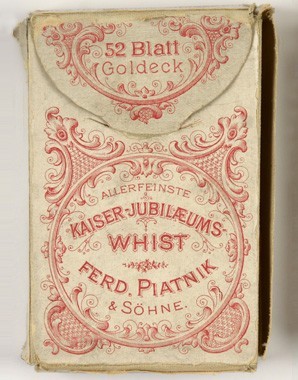 52 Blatt
Goldeck
ALLERFEINSTE
KAISER-JUBILÆUMS-
WHIST
FERD. PIATNIK
& SÖHNE.